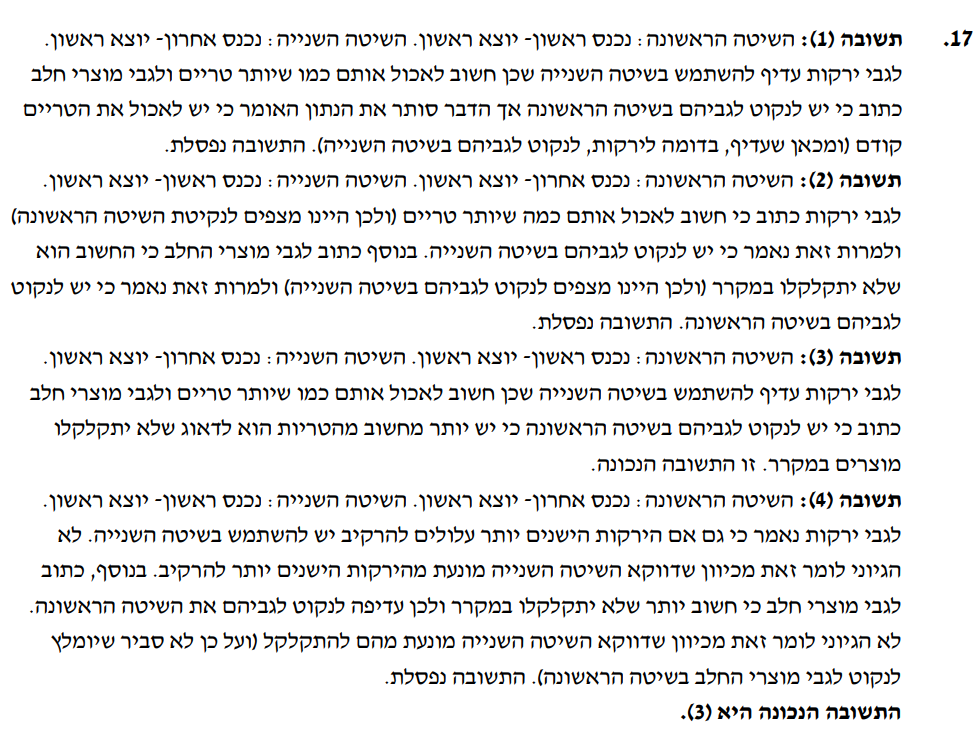 17. תשובה (1): השיטה הראשונה: נכנס ראשון- יוצא ראשון. השיטה השנייה: נכנס אחרון- יוצא ראשון.
לגבי ירקות עדיף להשתמש בשיטה השנייה שכן חשוב לאכול אותם כמו שיותר טריים ולגבי מוצרי חלב
כתוב כי יש לנקוט לגביהם בשיטה הראשונה אך הדבר סותר את הנתון האומר כי יש לאכול את הטריים
קודם (ומכאן שעדיף, בדומה לירקות, לנקוט לגביהם בשיטה השנייה). התשובה נפסלת.
תשובה (2): השיטה הראשונה: נכנס אחרון- יוצא ראשון. השיטה השנייה: נכנס ראשון- יוצא ראשון.
לגבי ירקות כתוב כי חשוב לאכול אותם כמה שיותר טריים (ולכן היינו מצפים לנקיטת השיטה הראשונה)
ולמרות זאת נאמר כי יש לנקוט לגביהם בשיטה השנייה. בנוסף כתוב לגבי מוצרי החלב כי החשוב הוא
שלא יתקלקלו במקרר (ולכן היינו מצפים לנקוט לגביהם בשיטה השנייה) ולמרות זאת נאמר כי יש לנקוט
לגביהם בשיטה הראשונה. התשובה נפסלת.
תשובה (3): השיטה הראשונה: נכנס ראשון- יוצא ראשון. השיטה השנייה: נכנס אחרון- יוצא ראשון.
לגבי ירקות עדיף להשתמש בשיטה השנייה שכן חשוב לאכול אותם כמו שיותר טריים ולגבי מוצרי חלב
כתוב כי יש לנקוט לגביהם בשיטה הראשונה כי יש יותר מחשוב מהטריות הוא לדאוג שלא יתקלקלו
מוצרים במקרר. זו התשובה הנכונה.
תשובה (4): השיטה הראשונה: נכנס אחרון- יוצא ראשון. השיטה השנייה: נכנס ראשון- יוצא ראשון.
לגבי ירקות נאמר כי גם אם הירקות הישנים יותר עלולים להרקיב יש להשתמש בשיטה השנייה. לא
הגיוני לומר זאת מכיוון שדווקא השיטה השנייה מונעת מהירקות הישנים יותר להרקיב. בנוסף, כתוב
לגבי מוצרי חלב כי חשוב יותר שלא יתקלקלו במקרר ולכן עדיפה לנקוט לגביהם את השיטה הראשונה.
לא הגיוני לומר זאת מכיוון שדווקא השיטה השנייה מונעת מהם להתקלקל (ועל כן לא סביר שיומלץ
לנקוט לגבי מוצרי החלב בשיטה הראשונה). התשובה נפסלת.
התשובה הנכונה היא (3).